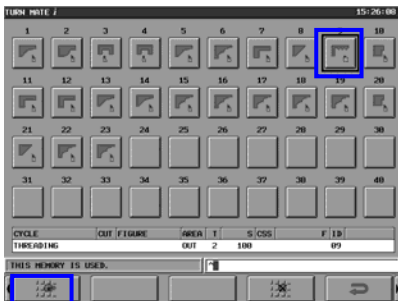 TURN MATE i 15:26:00
1 2 3 4 5 6 7 8 9 10
11 12 13 14 15 16 17 18 19 20
21 22 23 24 25 26 27 28 29 30
31 32 33 34 35 36 37 38 39 40
CYCLE CUT FIGURE AREA T S CSS F ID
THREADING OUT 2 100 09
THIS MEMORY IS USED.